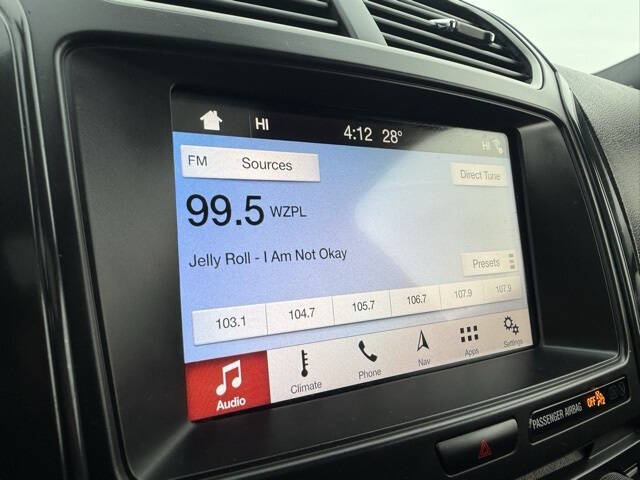 HI 4:12 28° HI
FM Sources Direct Tune
99.5 WZPL
Jelly Roll - I Am Not Okay
Presets
103.1 104.7 105.7 106.7 107.9 107.9
Audio Climate Phone Nav Apps Settings
PASSENGER AIRBAG OFF